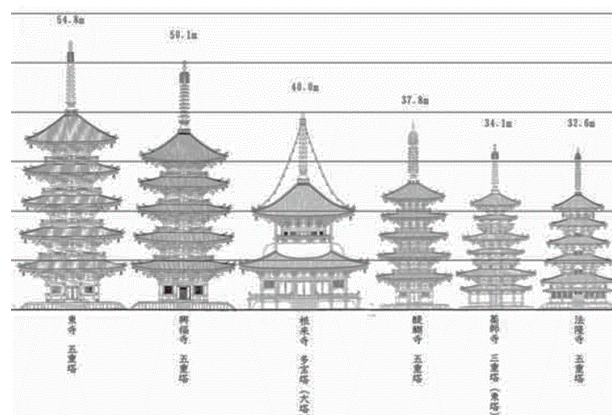 54.8m
50.1m
40.0m
37.8m
34.1m
32.6m
東寺 五重塔
興福寺 五重塔
根来寺 多宝塔(大塔
醍醐寺 五重塔
薬師寺 三重塔(東塔)
法隆寺 五重塔